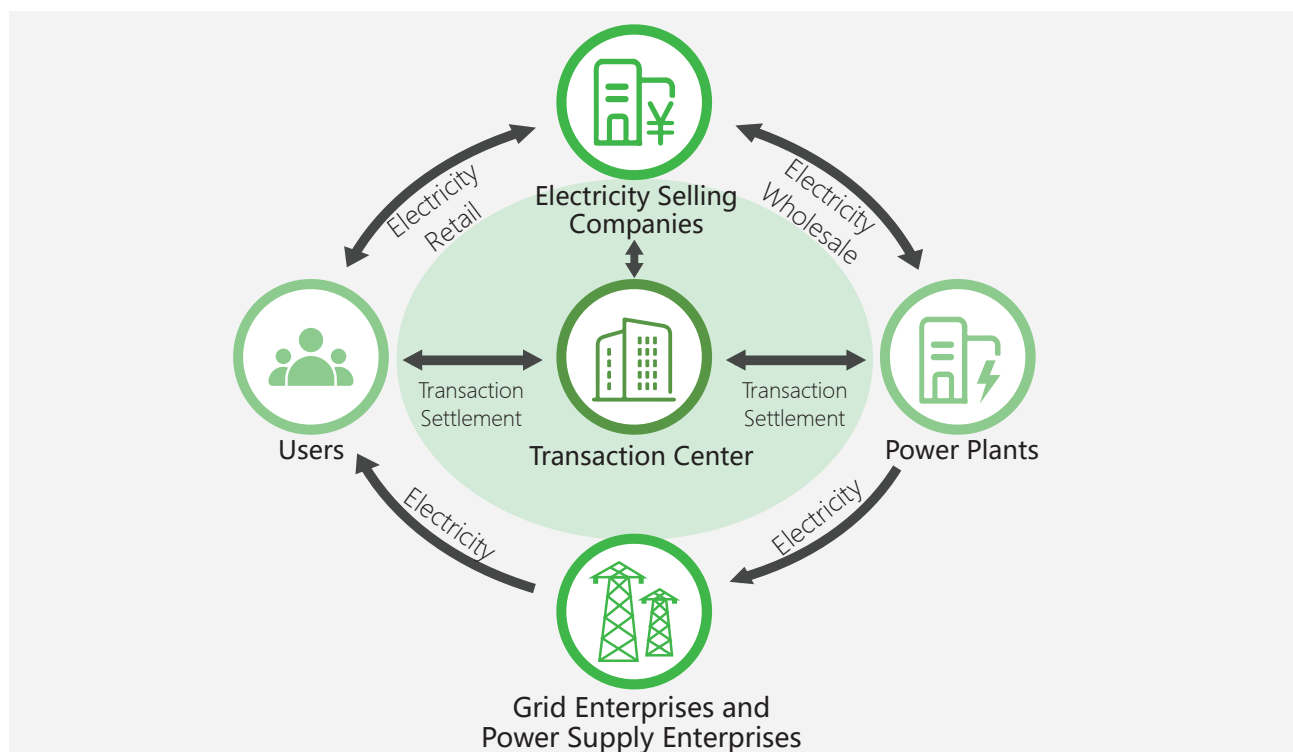 Electricity Selling
Companies
Electricity
Retail
Electricity
Wholesale
Transaction
Settlement
Transaction
Settlement
Users
Transaction Center
Power Plants
Electricity
Electricity
Grid Enterprises and
Power Supply Enterprises
¥